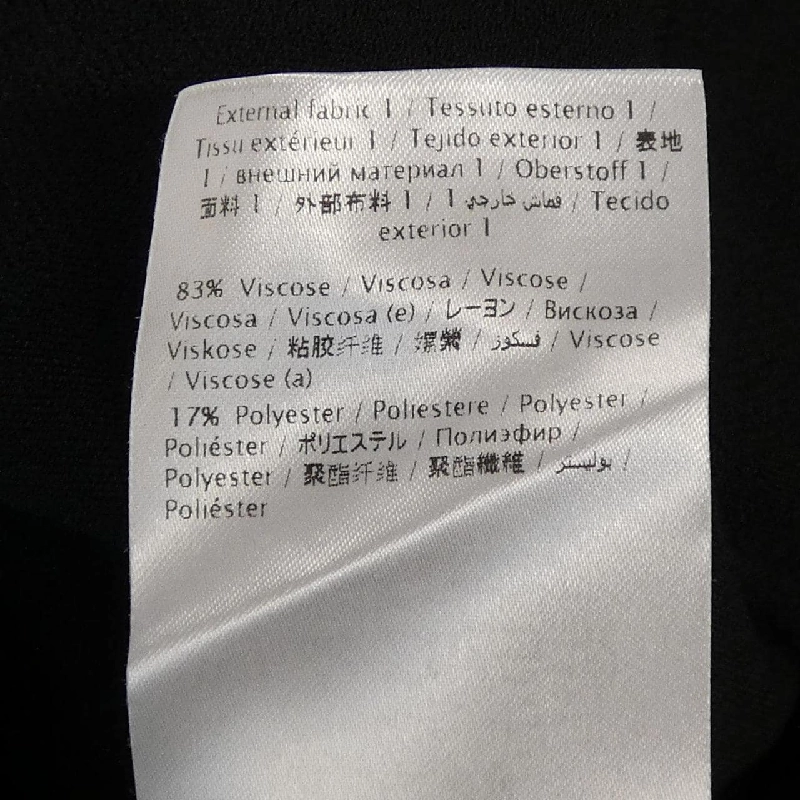 External fabric 1 / Tessuto esterno 1 /
Tissu extérieur 1 / Tejido exterior 1 / 表地
1 / внешний материал 1 / Oberstoff 1 /
面料 1 / 外部布料 1 / قماش خارجي 1 / Tecido
exterior 1
83% Viscose / Viscosa / Viscose /
Viscosa / Viscosa (e) / レーヨン / Вискоза /
Viskose / 粘胶纤维 / 嫘縈 / فسكوز / Viscose
/ Viscose (a)
17% Polyester / Poliestere / Polyester /
Poliéster / ポリエステル / Полиэфир /
Polyester / 聚酯纤维 / 聚酯纖維 / بوليستر /
Poliéster